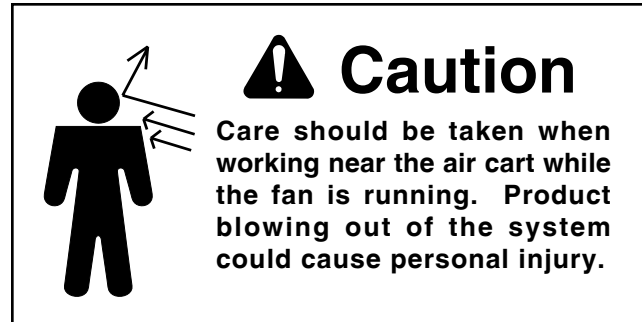 Caution
Care should be taken when
working near the air cart while
the fan is running. Product
blowing out of the system
could cause personal injury.